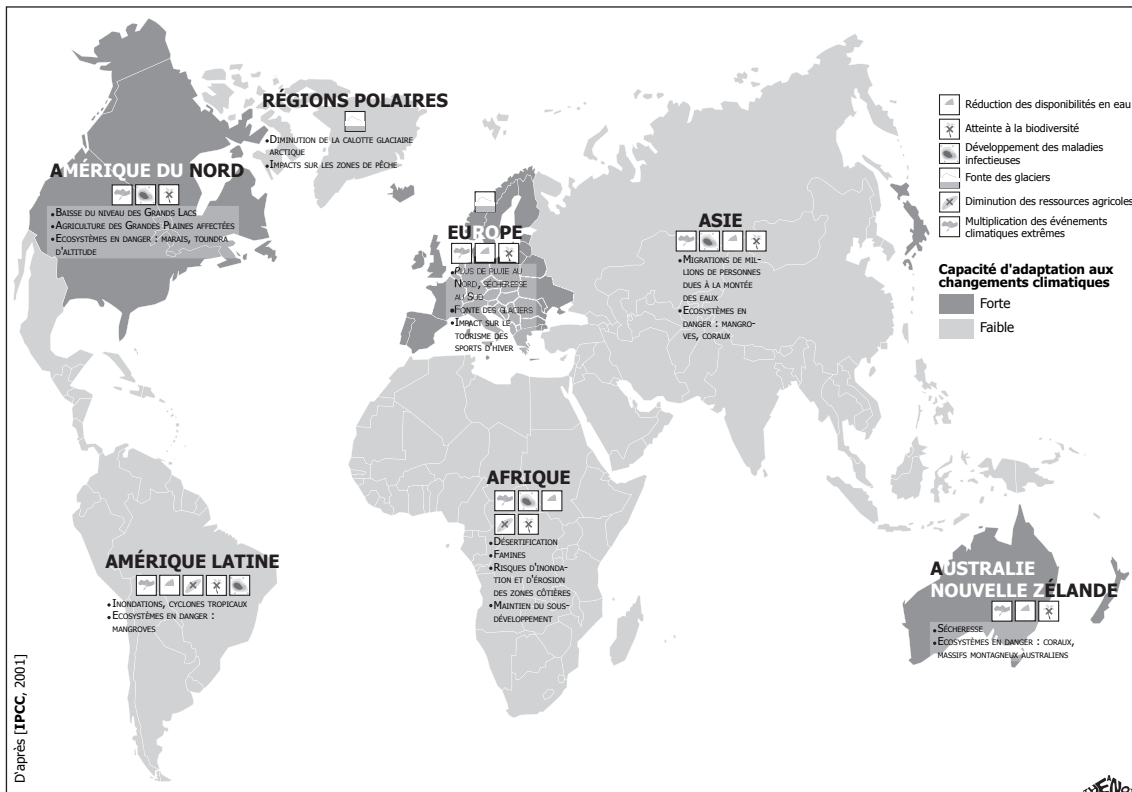 RÉGIONS POLAIRES
•DIMINUTION DE LA CALOTTE GLACIAIRE
ARCTIQUE
•IMPACTS SUR LES ZONES DE PÊCHE
AMÉRIQUE DU NORD
•BAISSE DU NIVEAU DES GRANDS LACS
•AGRICULTURE DES GRANDES PLAINES AFFECTÉES
•ECOSYSTÈMES EN DANGER : MARAIS, TOUNDRA
D'ALTITUDE
EUROPE
•PLUS DE PLUIE AU
NORD, SÉCHERESSE
AU SUD
•FONTE DES GLACIERS
•IMPACT SUR LE
TOURISME DES
SPORTS D'HIVER
ASIE
•MIGRATIONS DE MIL-
LIONS DE PERSONNES
DUES À LA MONTÉE
DES EAUX
•ECOSYSTÈMES EN
DANGER : MANGRO-
VES, CORAUX
Réduction des disponibilités en eau
Atteinte à la biodiversité
Développement des maladies
infectieuses
Fonte des glaciers
Diminution des ressources agricoles
Multiplication des événements
climatiques extrêmes
Capacité d'adaptation aux
changements climatiques
Forte
Faible
AFRIQUE
•DÉSERTIFICATION
•FAMINES
•RISQUES D'INONDA-
TION ET D'ÉROSION
DES ZONES CÔTIÈRES
•MAINTIEN DU SOUS-
DÉVELOPPEMENT
AMÉRIQUE LATINE
•INONDATIONS, CYCLONES TROPICAUX
•ECOSYSTÈMES EN DANGER :
MANGROVES
AUSTRALIE
NOUVELLE ZÉLANDE
•SÉCHERESSE
•ECOSYSTÈMES EN DANGER : CORAUX,
MASSIFS MONTAGNEUX AUSTRALIENS
D'après [IPCC, 2001]